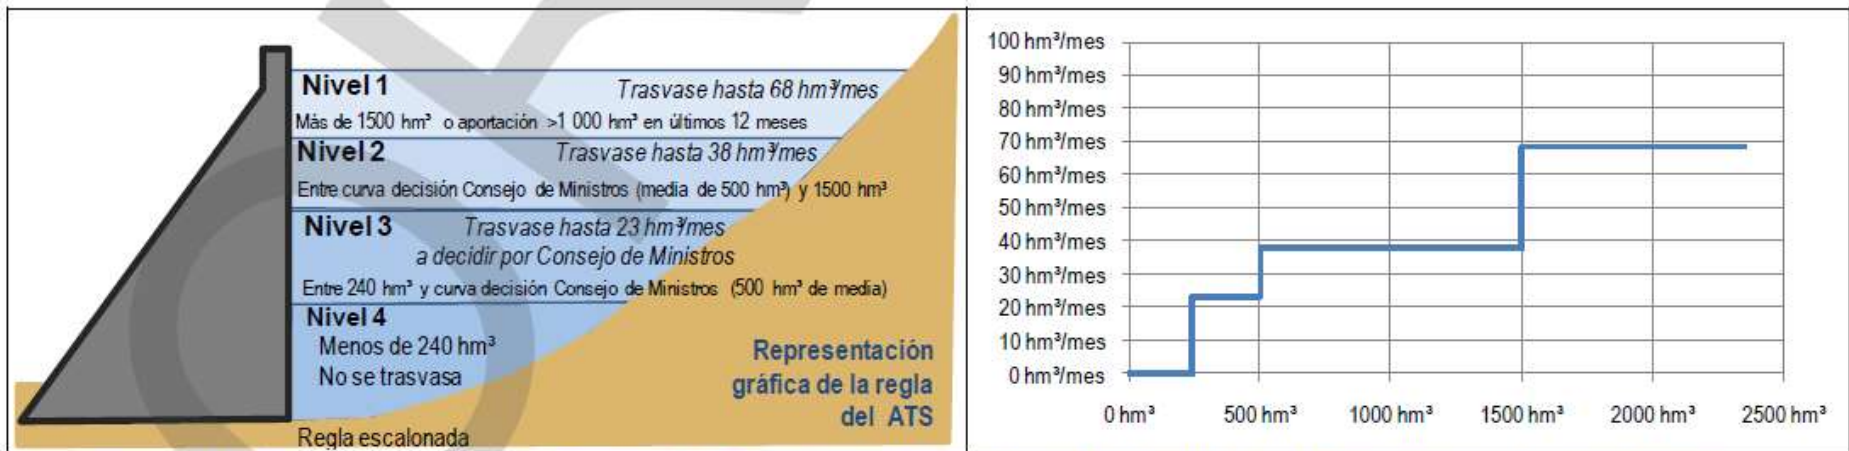 Nivel 1 Trasvase hasta 68 hm³/mes
Más de 1500 hm³ o aportación >1 000 hm³ en últimos 12 meses
Nivel 2 Trasvase hasta 38 hm³/mes
Entre curva decisión Consejo de Ministros (media de 500 hm³) y 1500 hm³
Nivel 3 Trasvase hasta 23 hm³/mes
a decidir por Consejo de Ministros
Entre 240 hm³ y curva decisión Consejo de Ministros (500 hm³ de media)
Nivel 4
Menos de 240 hm³
No se trasvasa
Representación
gráfica de la regla
del ATS
Regla escalonada
100 hm³/mes
90 hm³/mes
80 hm³/mes
70 hm³/mes
60 hm³/mes
50 hm³/mes
40 hm³/mes
30 hm³/mes
20 hm³/mes
10 hm³/mes
0 hm³/mes
0 hm³ 500 hm³ 1000 hm³ 1500 hm³ 2000 hm³ 2500 hm³